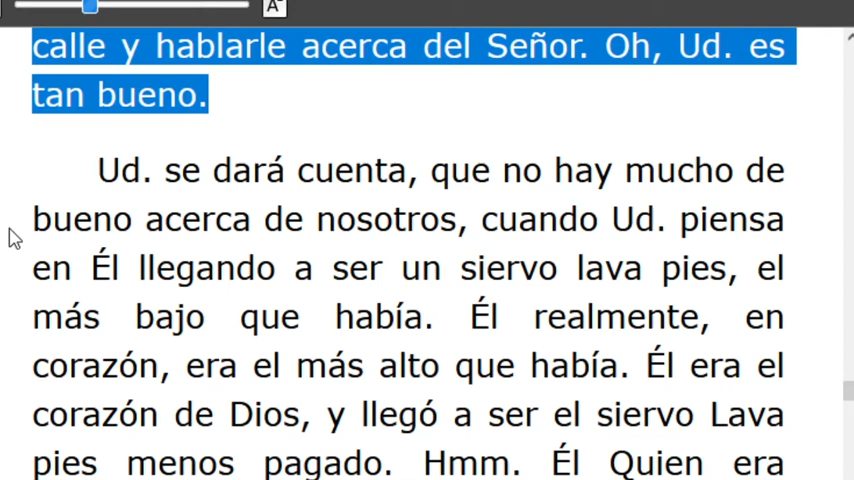 A
calle y hablarle acerca del Señor. Oh, Ud. es
tan bueno.
Ud. se dará cuenta, que no hay mucho de
bueno acerca de nosotros, cuando Ud. piensa
en Él llegando a ser un siervo lava pies, el
más bajo que había. Él realmente, en
corazón, era el más alto que había. Él era el
corazón de Dios, y llegó a ser el siervo Lava
pies menos pagado. Hmm. Él Quien era